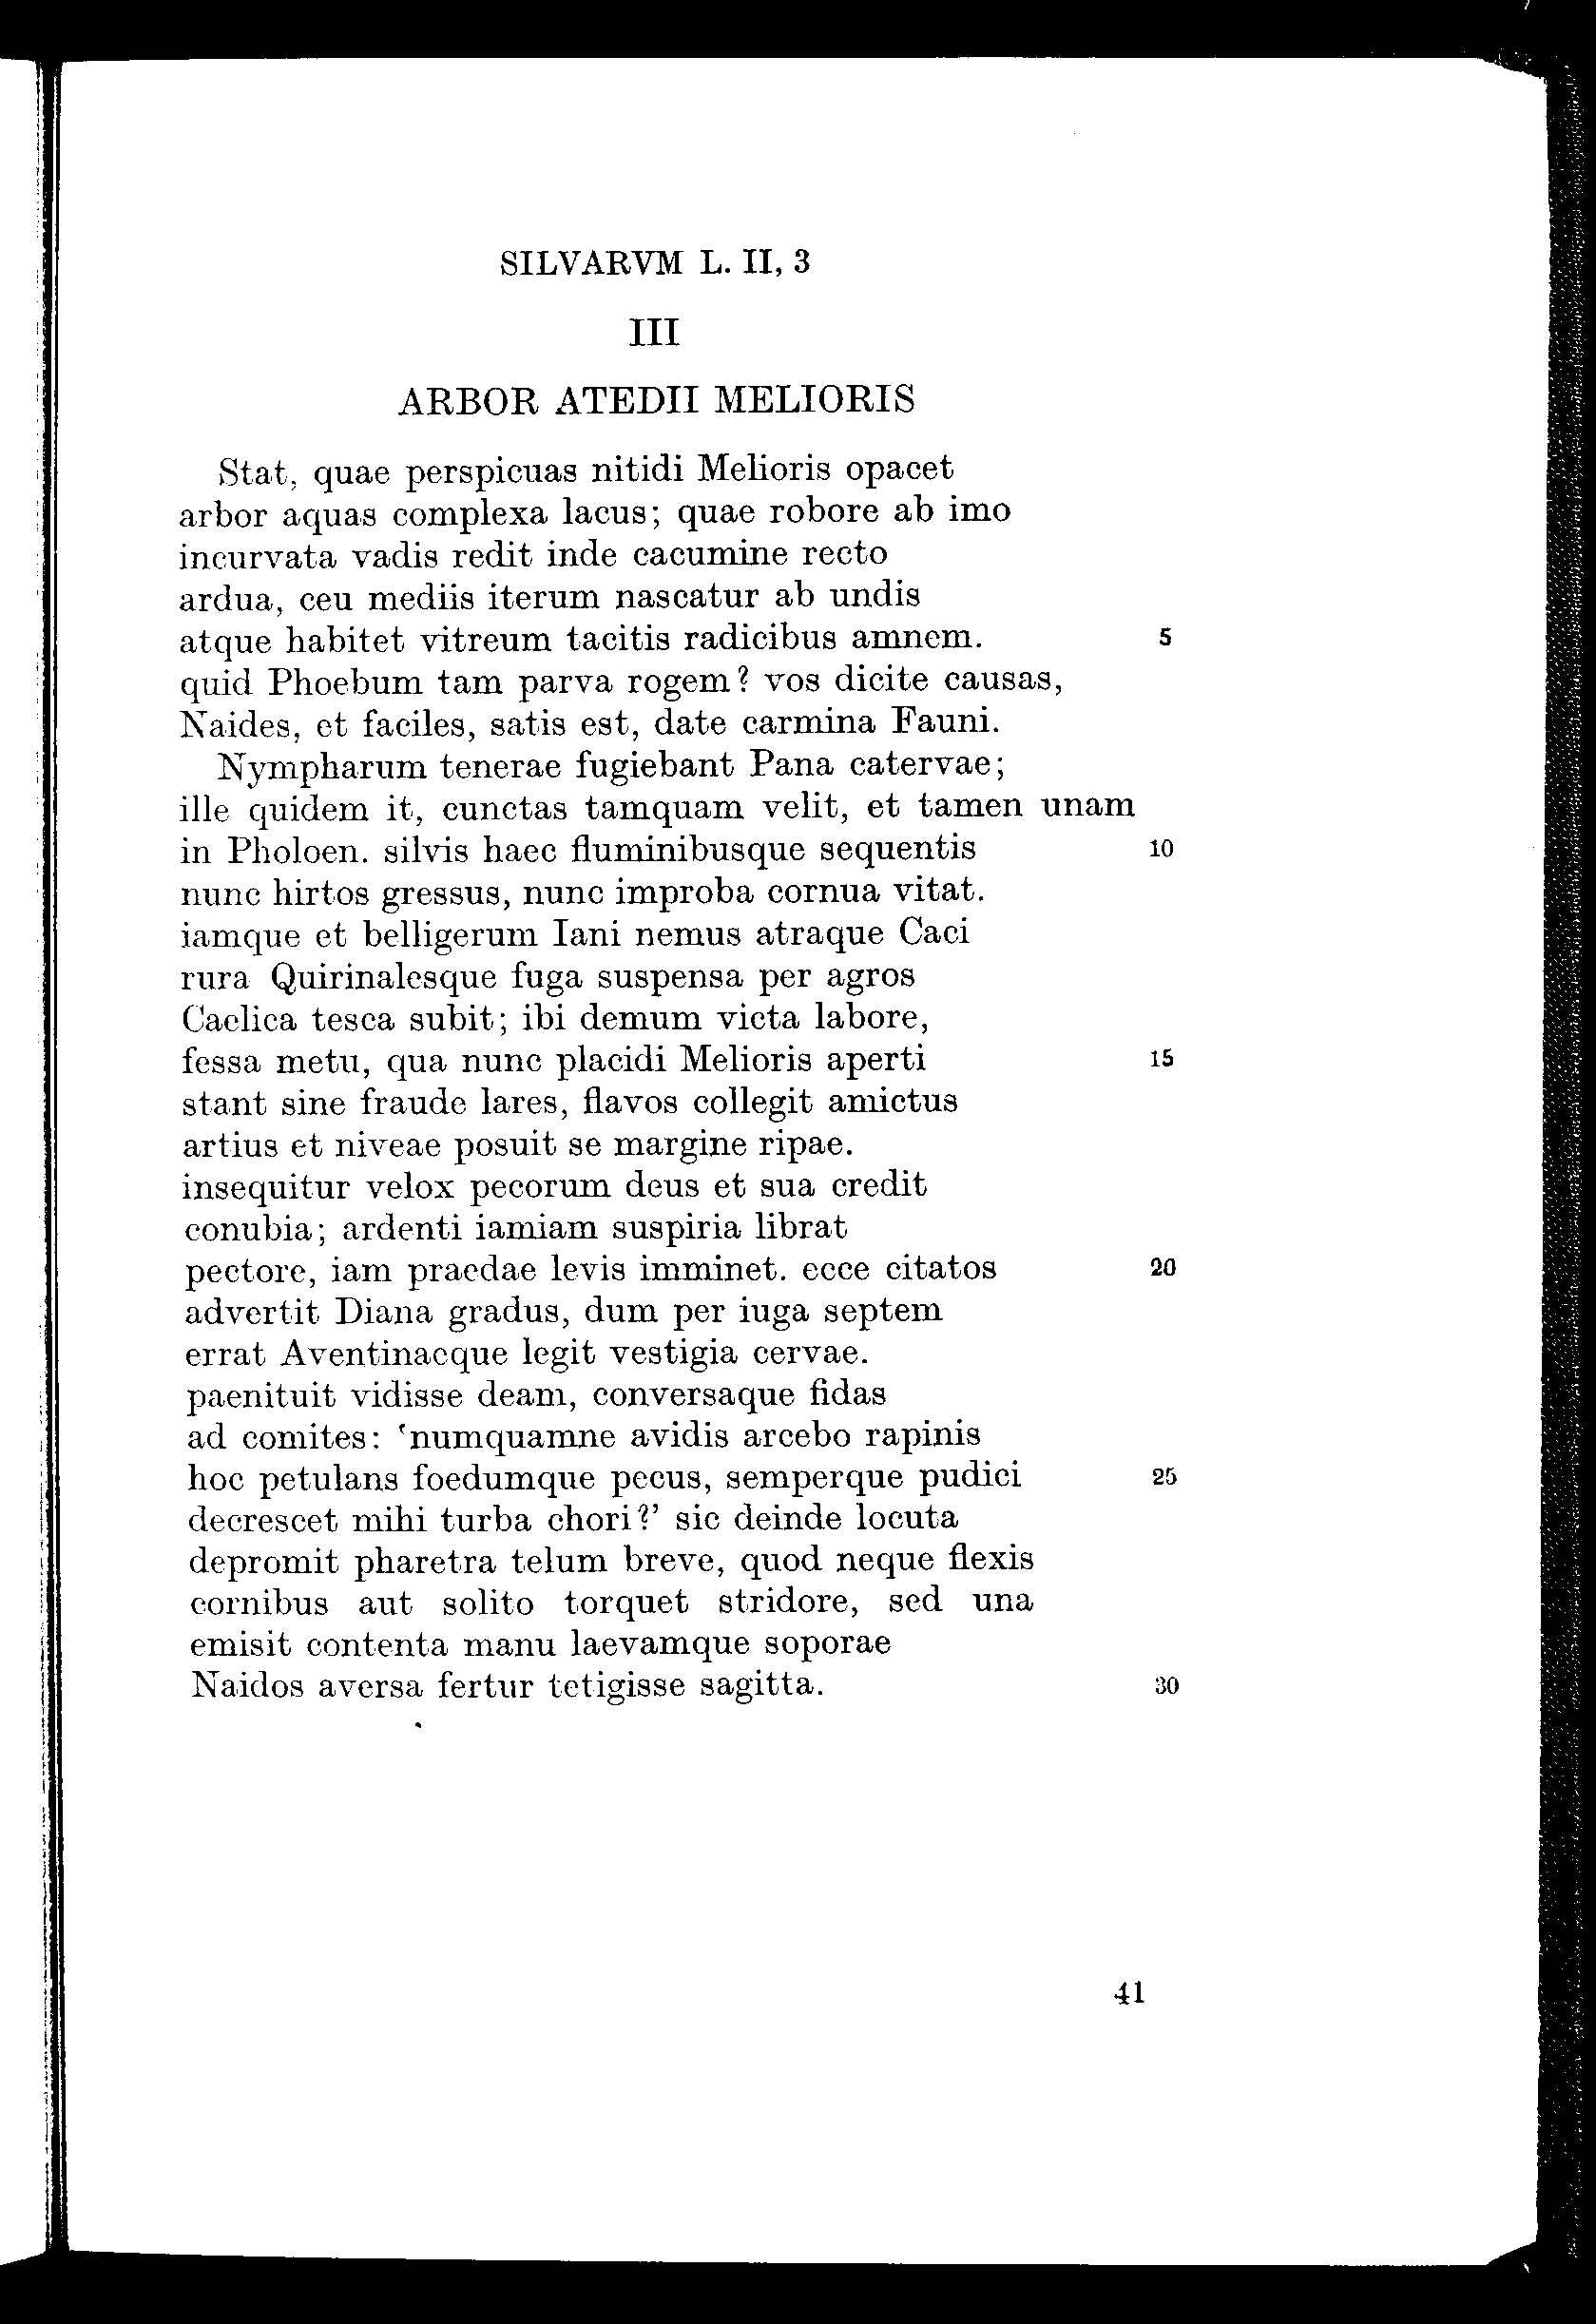 SILVARVM L. II, 3
III
ARBOR ATEDII MELIORIS
Stat, quae perspicuas nitidi Melioris opacet
arbor aquas complexa lacus; quae robore ab imo
incurvata vadis redit inde cacumine recto
ardua, ceu mediis iterum nascatur ab undis
atque habitet vitreum tacitis radicibus amnem. 5
quid Phoebum tam parva rogem? vos dicite causas,
Naides, et faciles, satis est, date carmina Fauni.
Nympharum tenerae fugiebant Pana catervae;
ille quidem it, cunctas tamquam velit, et tamen unam
in Pholoen. silvis haec fluminibusque sequentis 10
nunc hirtos gressus, nunc improba cornua vitat.
iamque et belligerum Iani nemus atraque Caci
rura Quirinalesque fuga suspensa per agros
Caelica tesca subit; ibi demum victa labore,
fessa metu, qua nunc placidi Melioris aperti 15
stant sine fraude lares, flavos collegit amictus
artius et niveae posuit se margine ripae.
insequitur velox pecorum deus et sua credit
conubia; ardenti iamiam suspiria librat
pectore, iam praedae levis imminet. ecce citatos 20
advertit Diana gradus, dum per iuga septem
errat Aventinaeque legit vestigia cervae.
paenituit vidisse deam, conversaque fidas
ad comites: 'numquamne avidis arcebo rapinis
hoc petulans foedumque pecus, semperque pudici 25
decrescet mihi turba chori?' sic deinde locuta
depromit pharetra telum breve, quod neque flexis
cornibus aut solito torquet stridore, sed una
emisit contenta manu laevamque soporae
Naidos aversa fertur tetigisse sagitta. 30
41